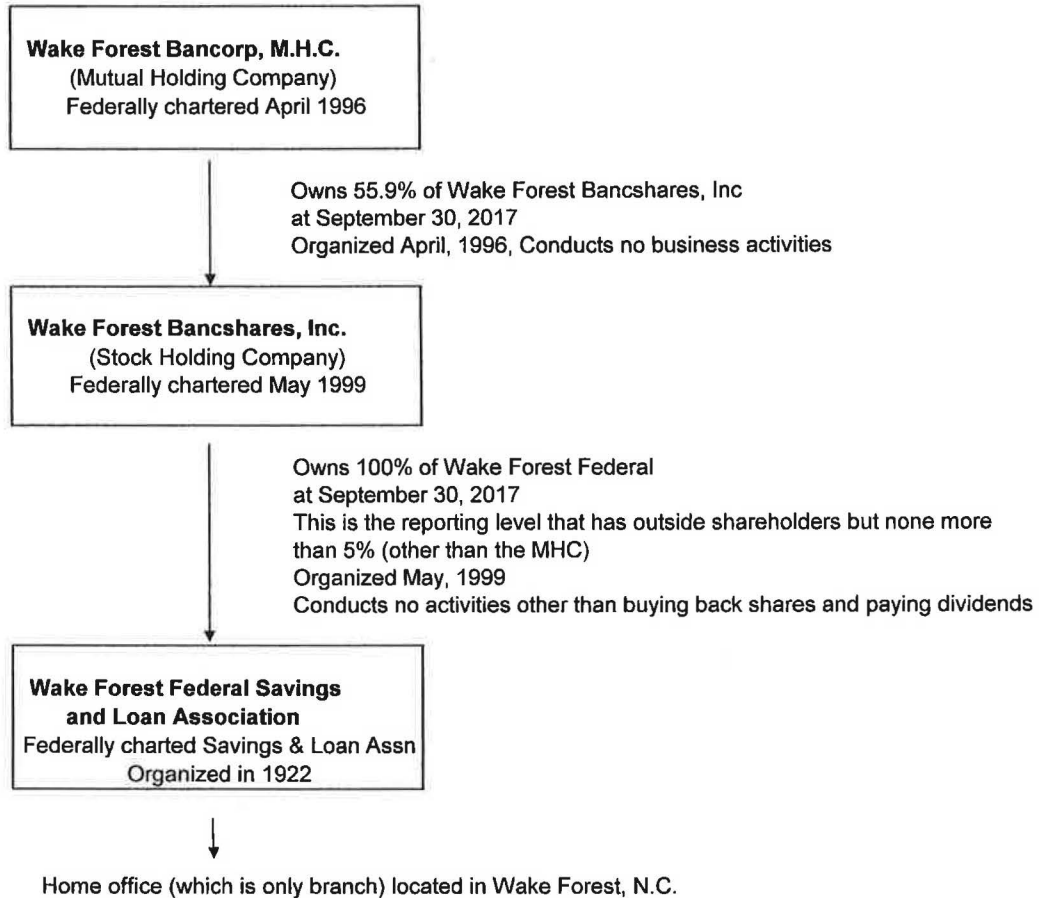 Wake Forest Bancorp, M.H.C.
(Mutual Holding Company)
Federally chartered April 1996
Owns 55.9% of Wake Forest Bancshares, Inc
at September 30, 2017
Organized April, 1996, Conducts no business activities
Wake Forest Bancshares, Inc.
(Stock Holding Company)
Federally chartered May 1999
Owns 100% of Wake Forest Federal
at September 30, 2017
This is the reporting level that has outside shareholders but none more
than 5% (other than the MHC)
Organized May, 1999
Conducts no activities other than buying back shares and paying dividends
Wake Forest Federal Savings
and Loan Association
Federally charted Savings & Loan Assn
Organized in 1922
Home office (which is only branch) located in Wake Forest, N.C.